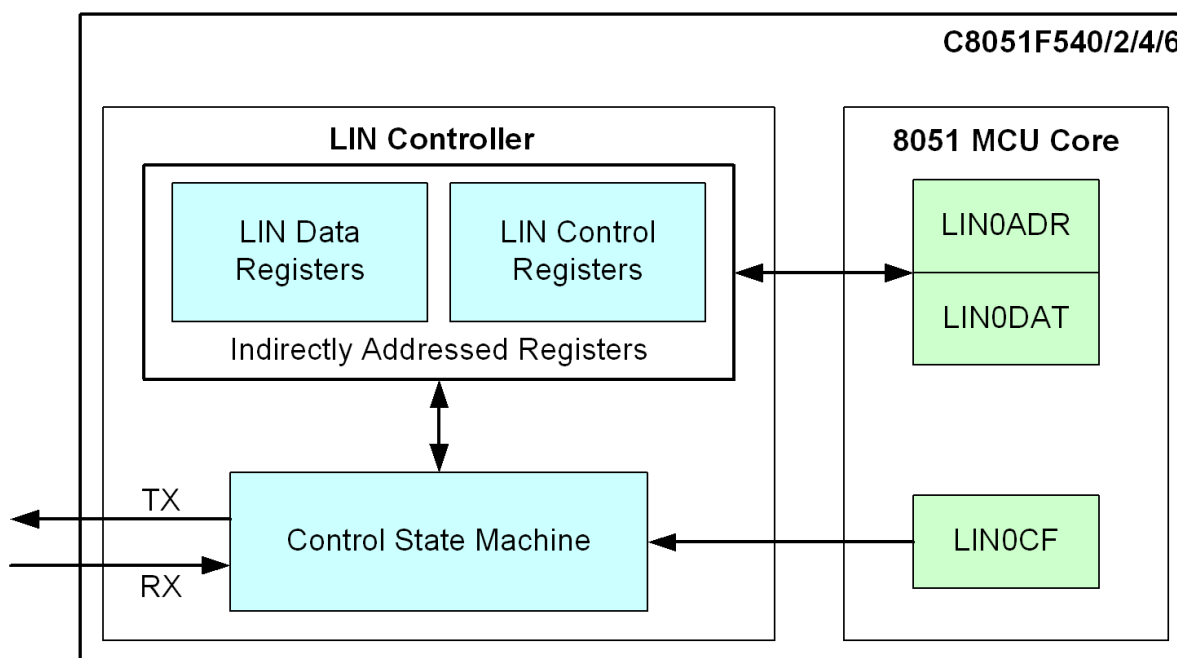 C8051F540/2/4/6
LIN Controller
8051 MCU Core
LIN Data
Registers
LIN Control
Registers
Indirectly Addressed Registers
LIN0ADR
LIN0DAT
TX
RX
Control State Machine
LIN0CF